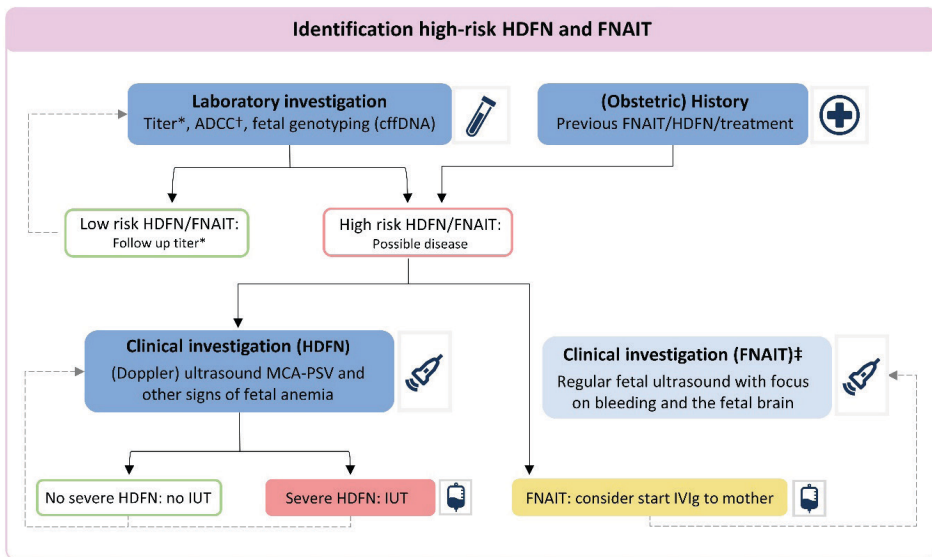 Identification high-risk HDFN and FNAIT
Laboratory investigation
Titer*, ADCC†, fetal genotyping (cffDNA)
(Obstetric) History
Previous FNAIT/HDFN/treatment
Low risk HDFN/FNAIT:
Follow up titer*
High risk HDFN/FNAIT:
Possible disease
Clinical investigation (HDFN)
(Doppler) ultrasound MCA-PSV and
other signs of fetal anemia
Clinical investigation (FNAIT)‡
Regular fetal ultrasound with focus
on bleeding and the fetal brain
No severe HDFN: no IUT
Severe HDFN: IUT
FNAIT: consider start IVIg to mother